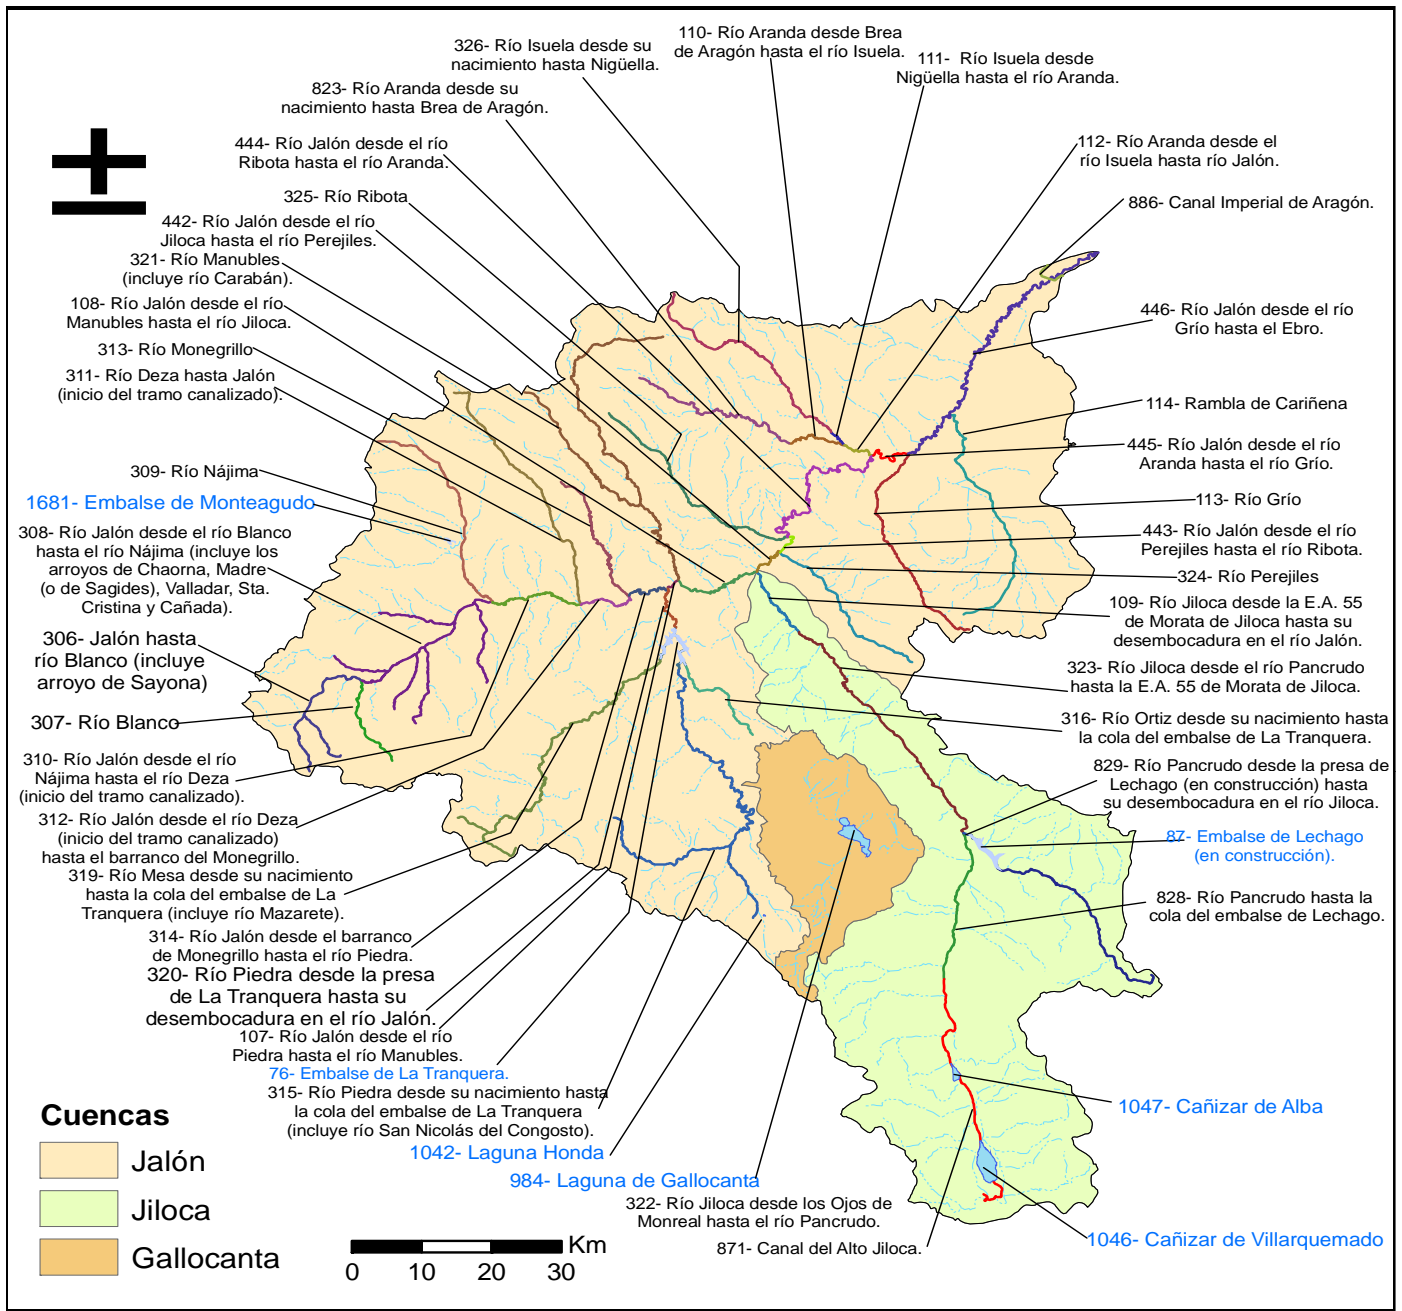 326- Río Isuela desde su
nacimiento hasta Nigüella.
110- Río Aranda desde Brea
de Aragón hasta el río Isuela.
111- Río Isuela desde
Nigüella hasta el río Aranda.
823- Río Aranda desde su
nacimiento hasta Brea de Aragón.
444- Río Jalón desde el río
Ribota hasta el río Aranda.
112- Río Aranda desde el
río Isuela hasta río Jalón.
325- Río Ribota
886- Canal Imperial de Aragón.
442- Río Jalón desde el río
Jiloca hasta el río Perejiles.
321- Río Manubles
(incluye río Carabán).
108- Río Jalón desde el río
Manubles hasta el río Jiloca.
446- Río Jalón desde el río
Grío hasta el Ebro.
313- Río Monegrillo
311- Río Deza hasta Jalón
(inicio del tramo canalizado).
114- Rambla de Cariñena
445- Río Jalón desde el río
Aranda hasta el río Grío.
309- Río Nájima
1681- Embalse de Monteagudo
113- Río Grío
308- Río Jalón desde el río Blanco
hasta el río Nájima (incluye los
arroyos de Chaorna, Madre
(o de Sagides), Valladar, Sta.
Cristina y Cañada).
443- Río Jalón desde el río
Perejiles hasta el río Ribota.
324- Río Perejiles
109- Río Jiloca desde la E.A. 55
de Morata de Jiloca hasta su
desembocadura en el río Jalón.
306- Jalón hasta
río Blanco (incluye
arroyo de Sayona)
323- Río Jiloca desde el río Pancrudo
hasta la E.A. 55 de Morata de Jiloca.
307- Río Blanco
316- Río Ortiz desde su nacimiento hasta
la cola del embalse de La Tranquera.
310- Río Jalón desde el río
Nájima hasta el río Deza
(inicio del tramo canalizado).
829- Río Pancrudo desde la presa de
Lechago (en construcción) hasta
su desembocadura en el río Jiloca.
312- Río Jalón desde el río Deza
(inicio del tramo canalizado)
hasta el barranco del Monegrillo.
87- Embalse de Lechago
(en construcción).
319- Río Mesa desde su nacimiento
hasta la cola del embalse de La
Tranquera (incluye río Mazarete).
828- Río Pancrudo hasta la
cola del embalse de Lechago.
314- Río Jalón desde el barranco
de Monegrillo hasta el río Piedra.
320- Río Piedra desde la presa
de La Tranquera hasta su
desembocadura en el río Jalón.
107- Río Jalón desde el río
Piedra hasta el río Manubles.
76- Embalse de La Tranquera.
315- Río Piedra desde su nacimiento hasta
la cola del embalse de La Tranquera
(incluye río San Nicolás del Congosto).
1047- Cañizar de Alba
1042- Laguna Honda
984- Laguna de Gallocanta
322- Río Jiloca desde los Ojos de
Monreal hasta el río Pancrudo.
871- Canal del Alto Jiloca.
1046- Cañizar de Villarquemado
Cuencas
Jalón
Jiloca
Gallocanta
Km
0 10 20 30